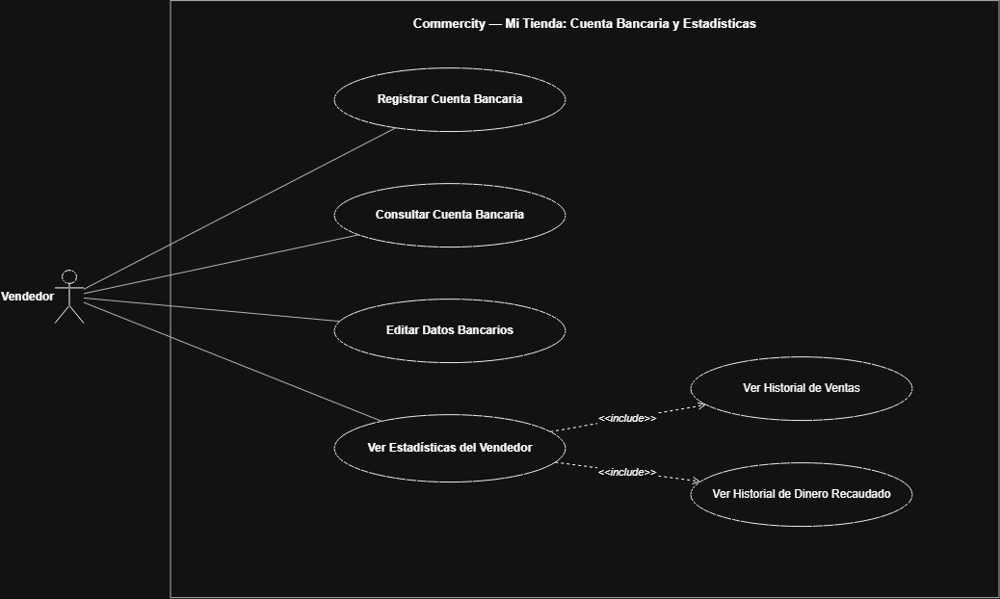 Commercity — Mi Tienda: Cuenta Bancaria y Estadísticas
Registrar Cuenta Bancaria
Consultar Cuenta Bancaria
Vendedor
Editar Datos Bancarios
Ver Historial de Ventas
<<include>>
Ver Estadísticas del Vendedor
<<include>>
Ver Historial de Dinero Recaudado